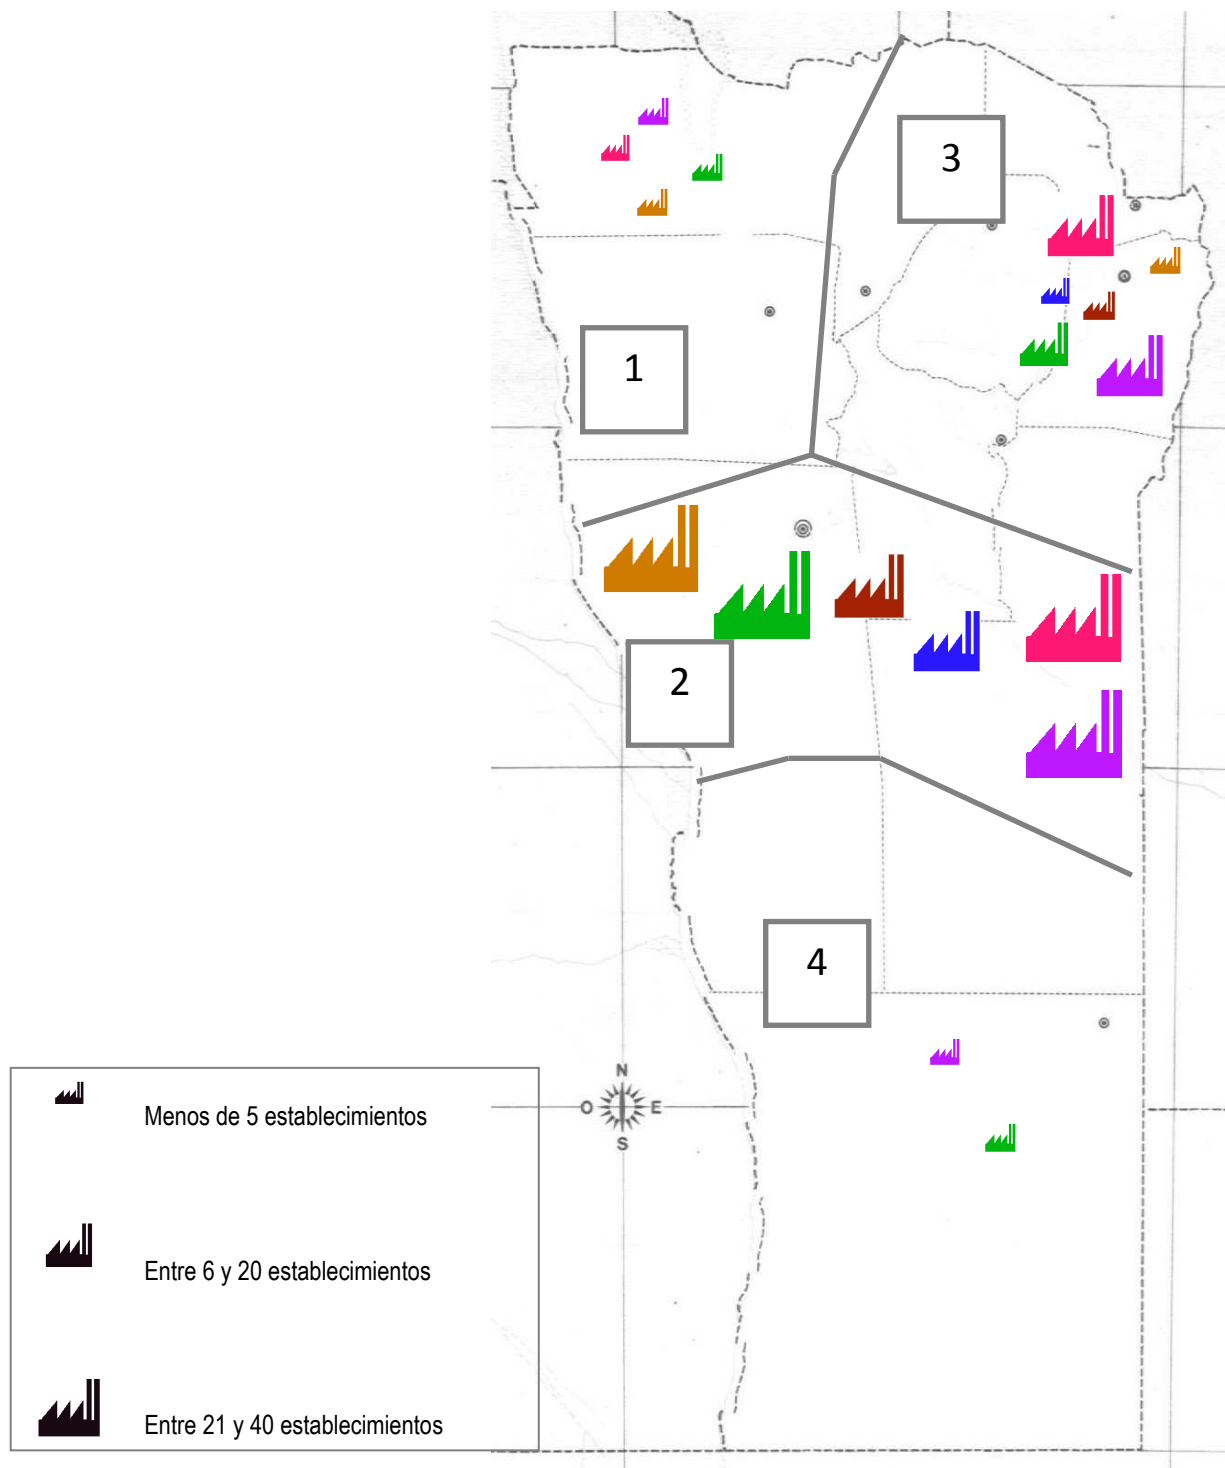 3
1
2
4
N
O E
S
Menos de 5 establecimientos
Entre 6 y 20 establecimientos
Entre 21 y 40 establecimientos